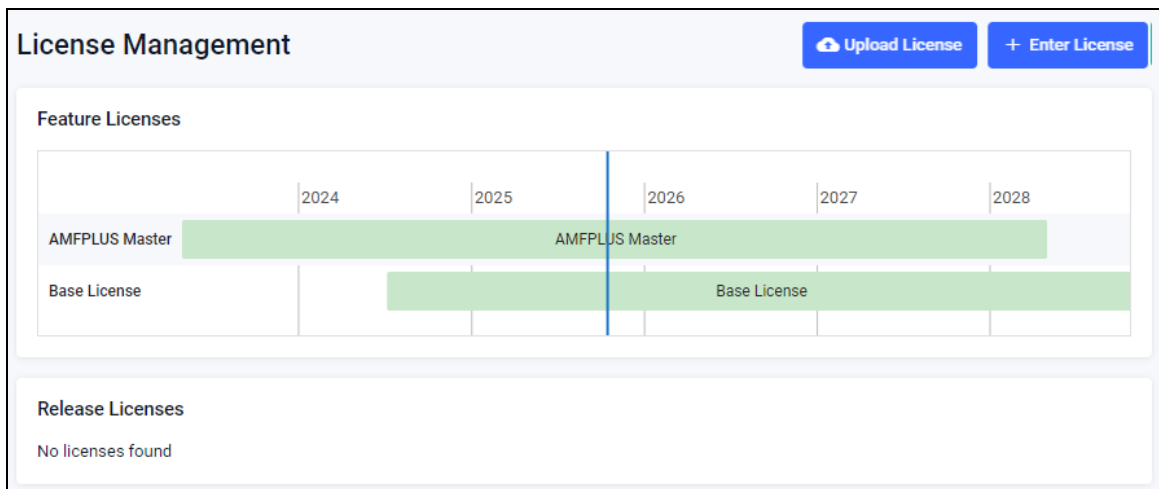 License Management
Upload License
+ Enter License
Feature Licenses
2024 2025 2026 2027 2028
AMFPLUS Master AMFPLUS Master
Base License Base License
Release Licenses
No licenses found